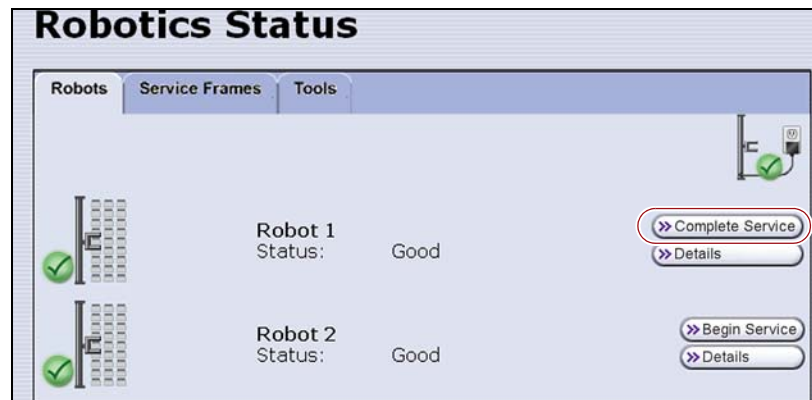 Robotics Status
Robots Service Frames Tools
Robot 1
Status: Good
Complete Service
Details
Robot 2
Status: Good
Begin Service
Details